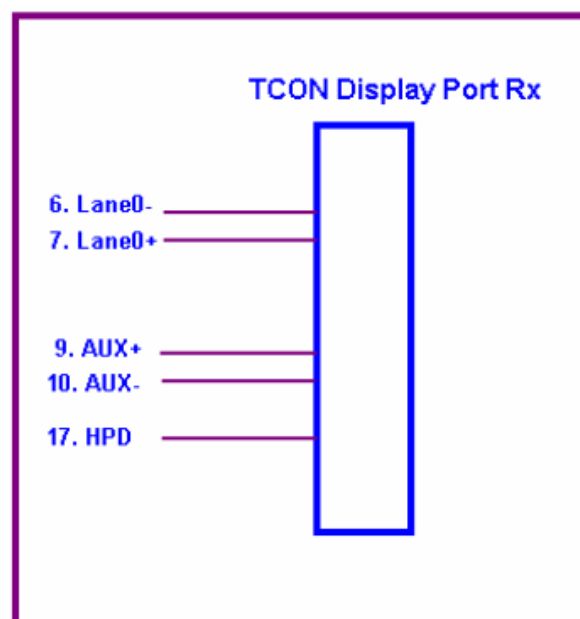 TCON Display Port Rx
6. Lane0-
7. Lane0+
9. AUX+
10. AUX-
17. HPD